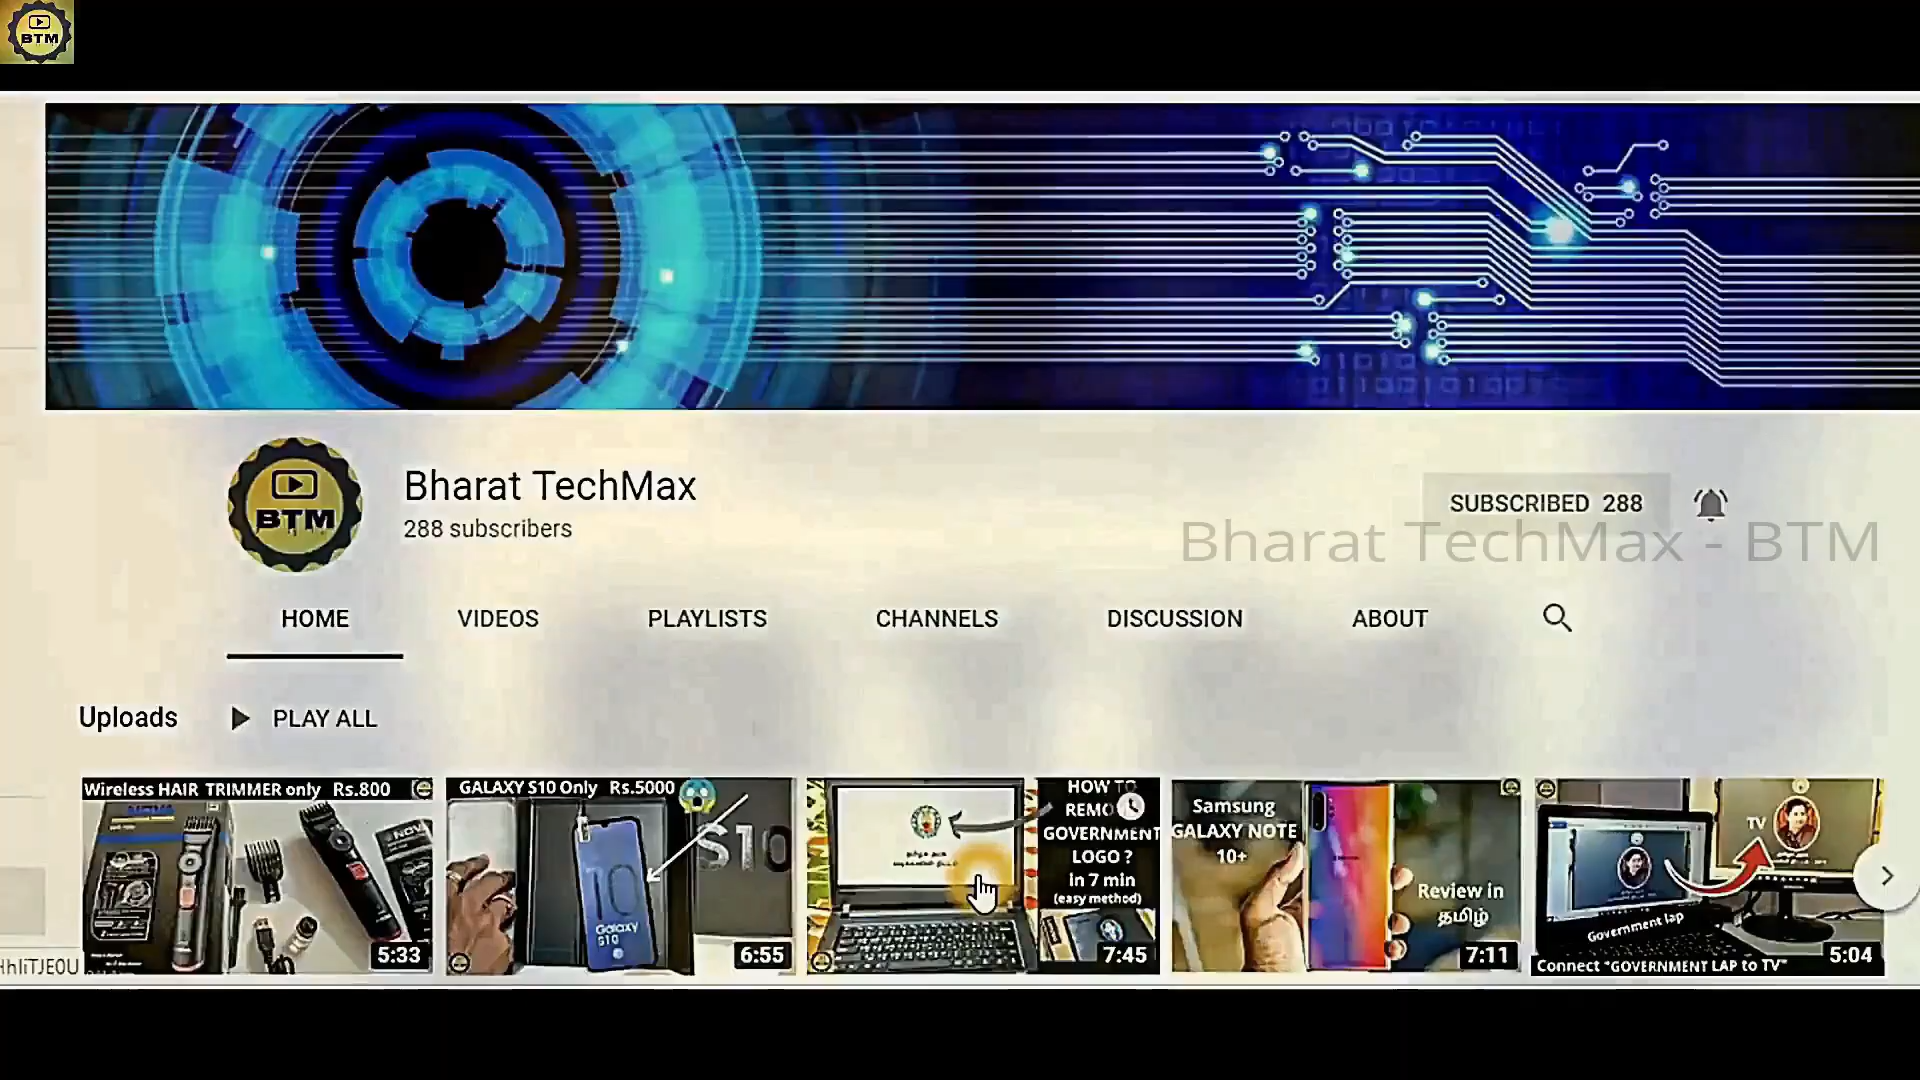 BTM
BTM
Bharat TechMax
288 subscribers
SUBSCRIBED 288
Bharat TechMax - BTM
HOME
VIDEOS
PLAYLISTS
CHANNELS
DISCUSSION
ABOUT
Uploads
PLAY ALL
Wireless HAIR TRIMMER only Rs.800
5:33
GALAXY S10 Only Rs.5000
S10
10
Galaxy
S10
6:55
HOW TO
GOVERNMENT
LOGO ?
in 7 min
(easy method)
7:45
Samsung
GALAXY NOTE
10+
Review in
தமிழ்
7:11
TV
Government lap
Connect "GOVERNMENT LAP to TV"
5:04